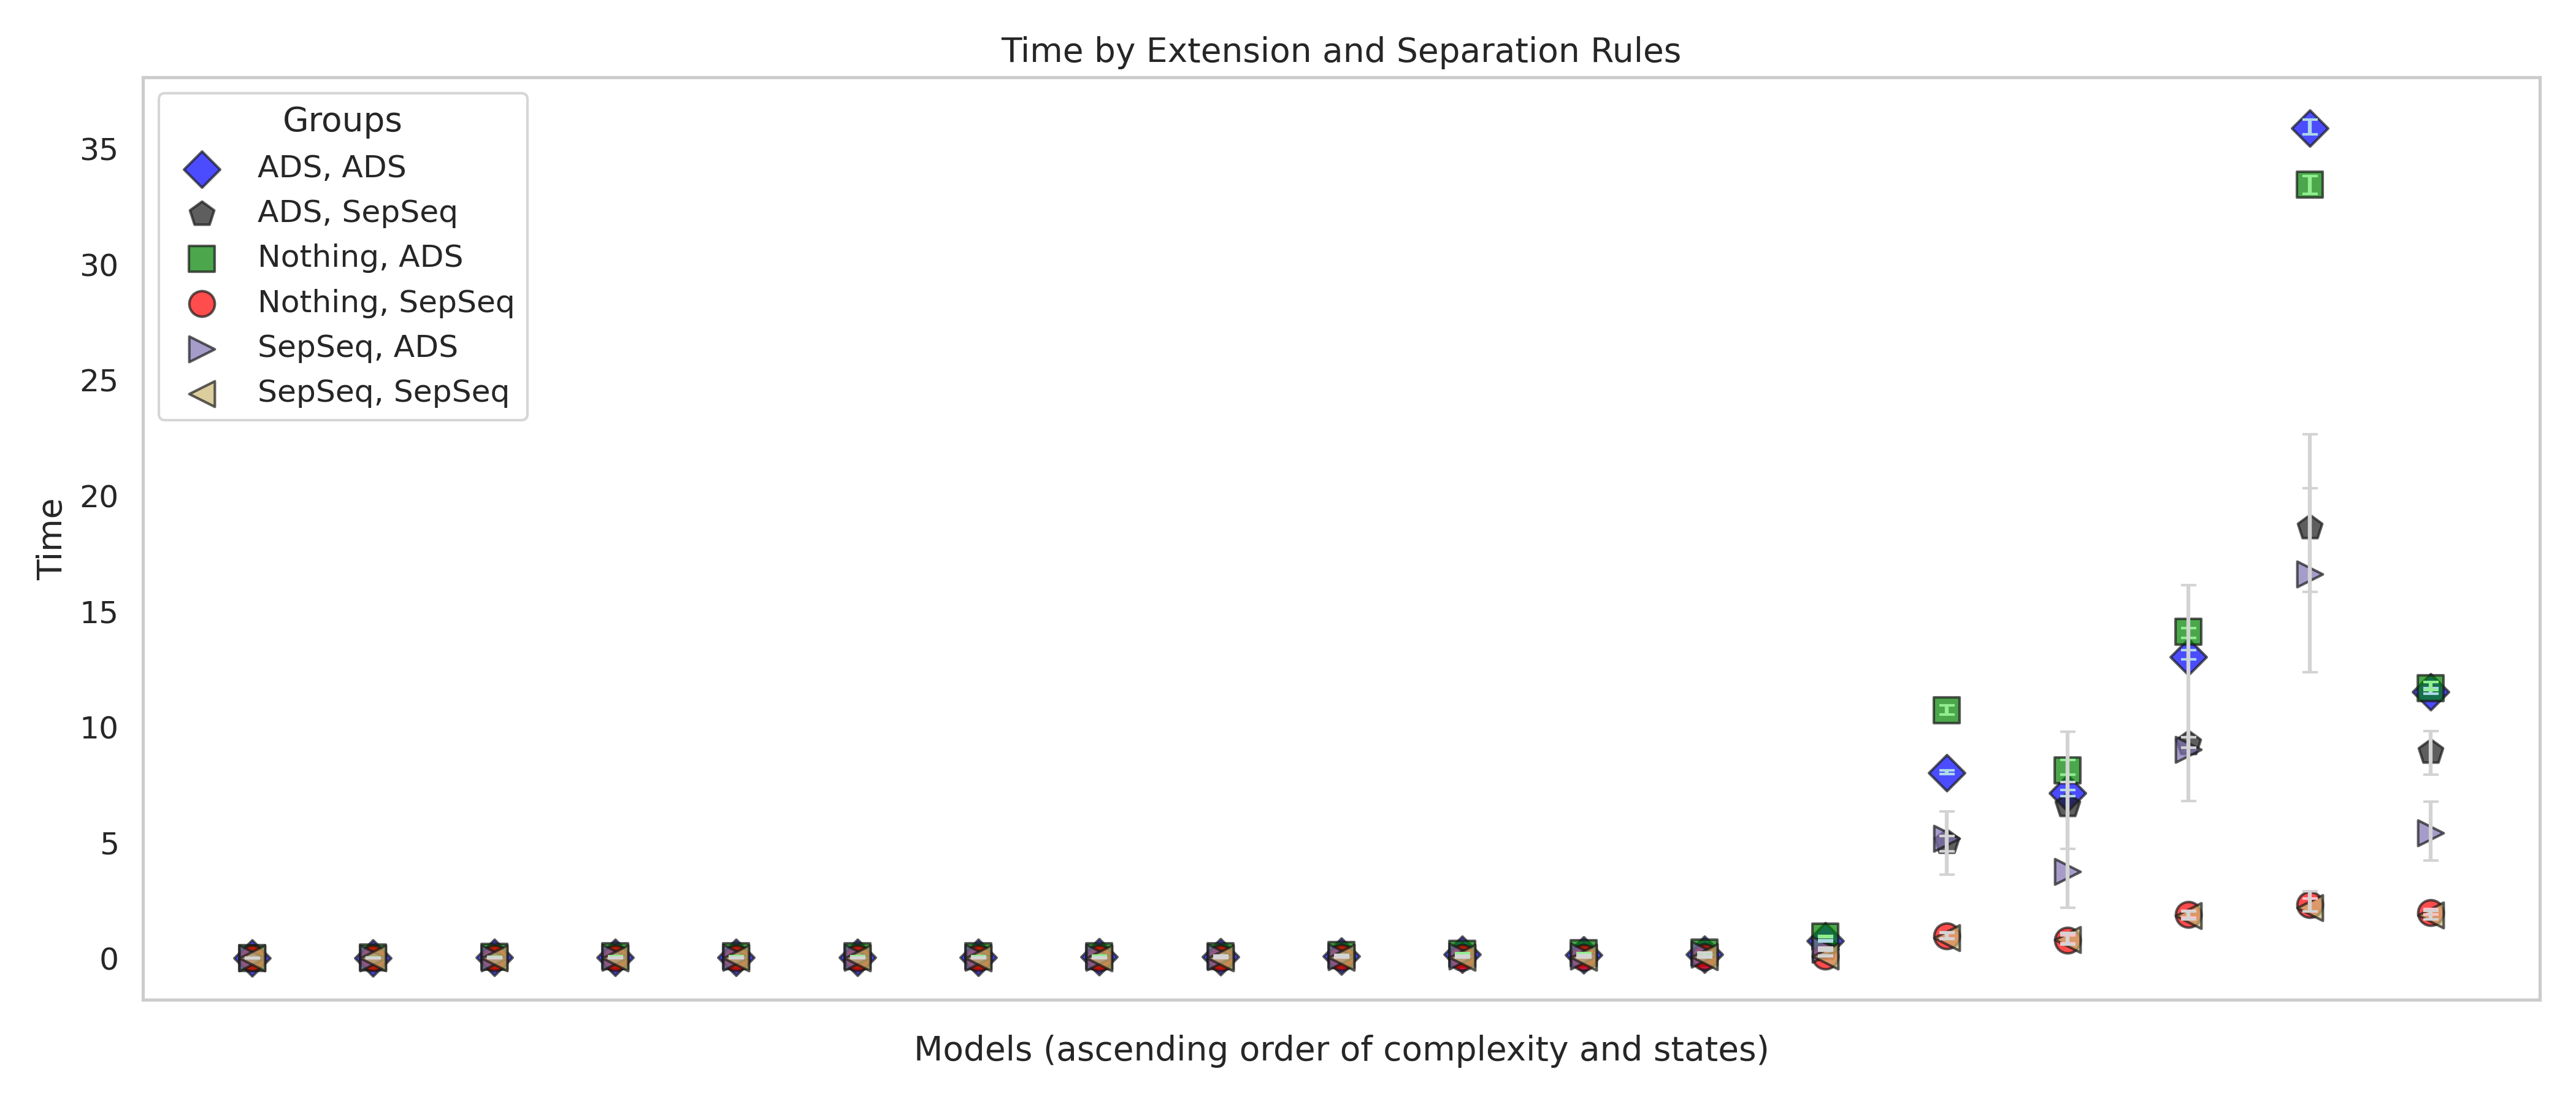 Time by Extension and Separation Rules
Groups
ADS, ADS
ADS, SepSeq
Nothing, ADS
Nothing, SepSeq
SepSeq, ADS
SepSeq, SepSeq
35
30
25
20
15
10
5
0
Time
Models (ascending order of complexity and states)